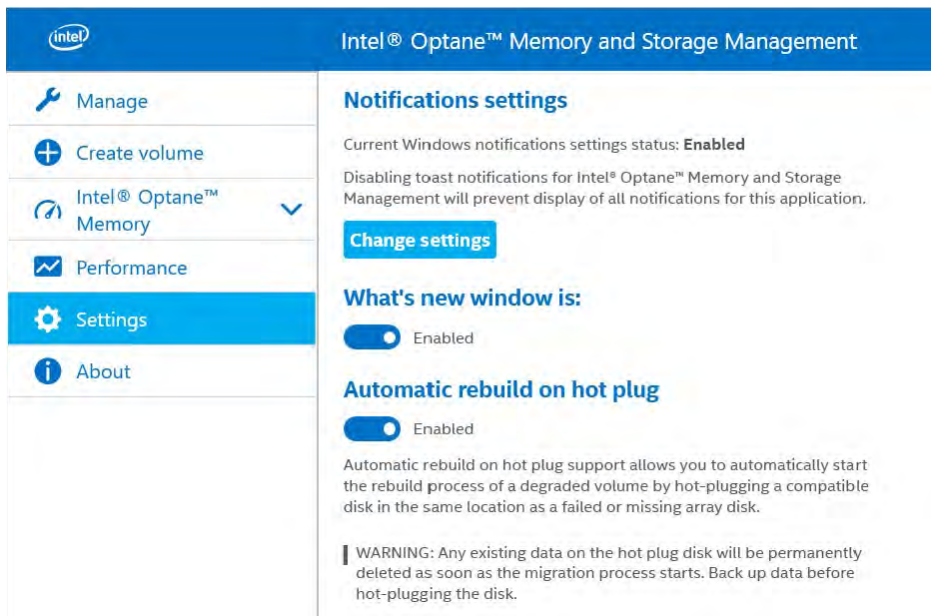 intel
Intel® Optane™ Memory and Storage Management
Manage
Create volume
Intel® Optane™
Memory
Performance
Settings
About
Notifications settings
Current Windows notifications settings status: Enabled
Disabling toast notifications for Intel® Optane™ Memory and Storage
Management will prevent display of all notifications for this application.
Change settings
What's new window is:
Enabled
Automatic rebuild on hot plug
Enabled
Automatic rebuild on hot plug support allows you to automatically start
the rebuild process of a degraded volume by hot-plugging a compatible
disk in the same location as a failed or missing array disk.
WARNING: Any existing data on the hot plug disk will be permanently
deleted as soon as the migration process starts. Back up data before
hot-plugging the disk.